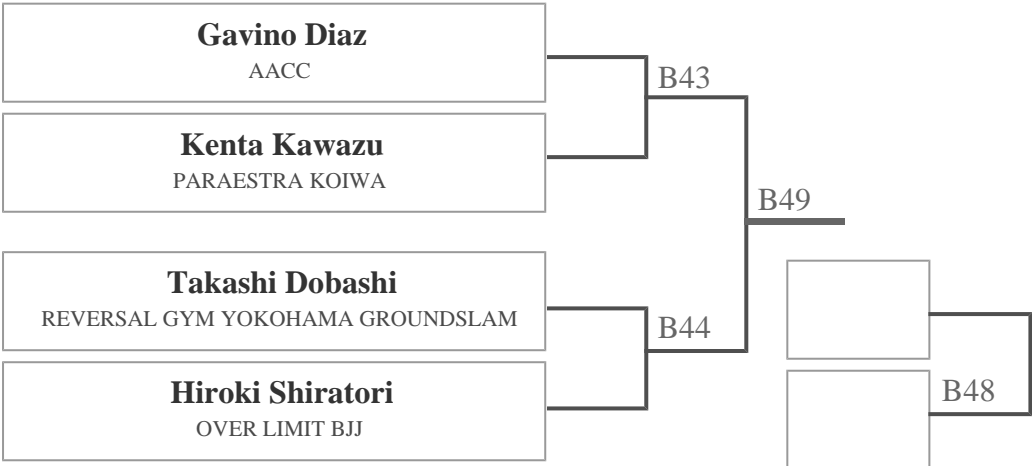 Gavino Diaz
AACC
B43
Kenta Kawazu
PARAESTRA KOIWA
B49
Takashi Dobashi
REVERSAL GYM YOKOHAMA GROUNDSLAM
B44
Hiroki Shiratori
OVER LIMIT BJJ
B48